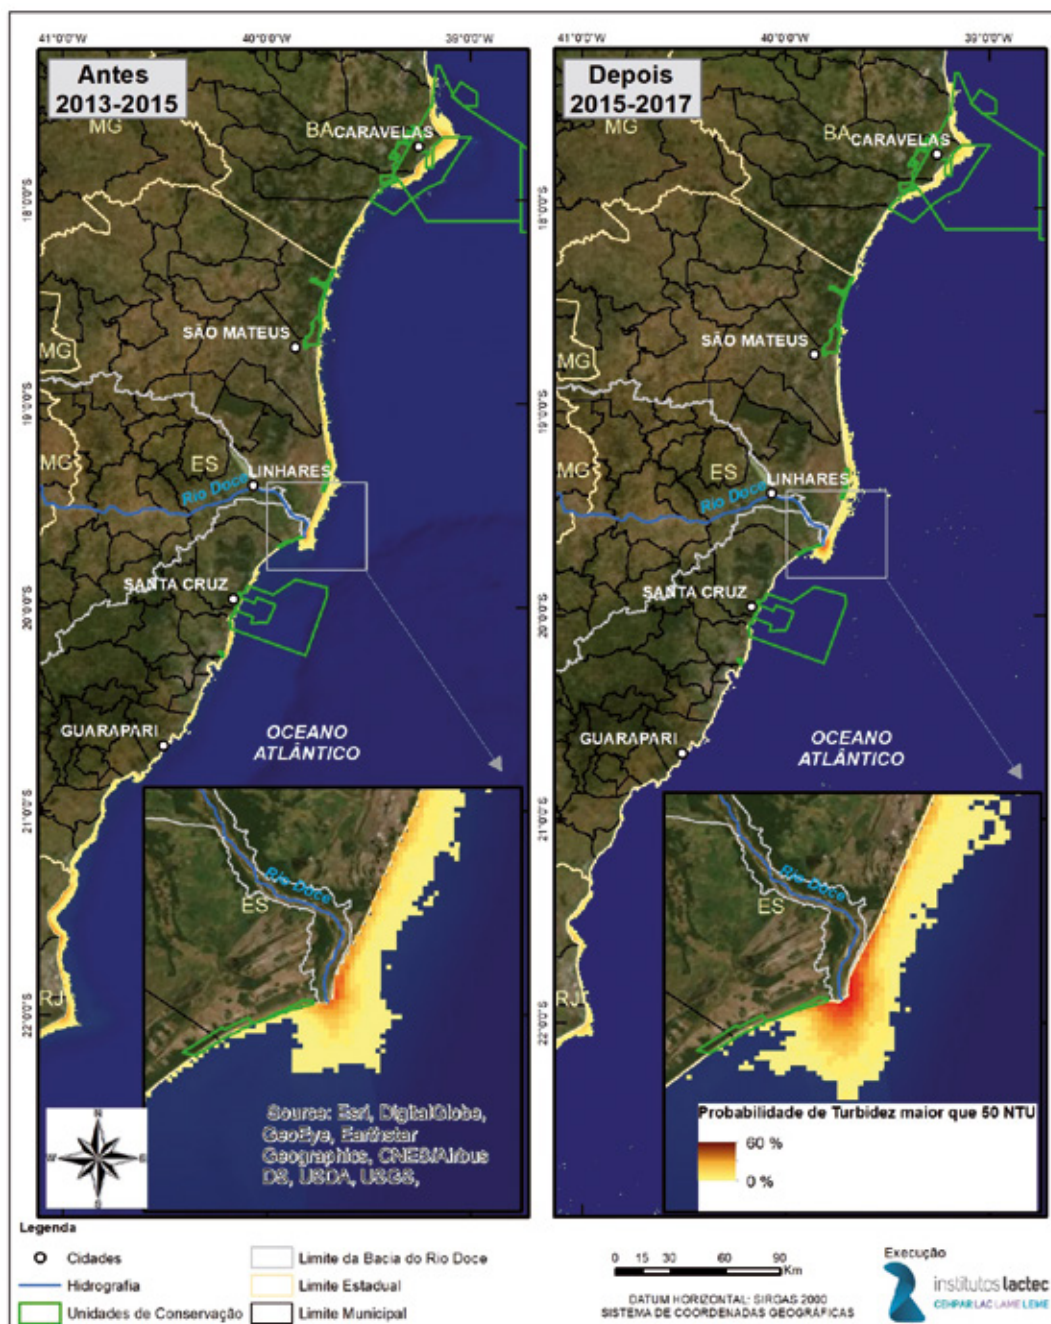 41°0'0"W
40°0'0"W
39°0'0"W
41°0'0"W
40°0'0"W
39°0'0"W
Antes
2013-2015
Depois
2015-2017
MG
BA
CARAVELAS
MG
BA
CARAVELAS
18°0'0"S
18°0'0"S
SÃO MATEUS
SÃO MATEUS
MG
MG
19°0'0"S
19°0'0"S
MG
ES
LINHARES
Rio Doce
MG
ES
LINHARES
Rio Doce
SANTA CRUZ
SANTA CRUZ
20°0'0"S
20°0'0"S
GUARAPARI
OCEANO
ATLÂNTICO
GUARAPARI
OCEANO
ATLÂNTICO
21°0'0"S
21°0'0"S
Rio Doce
ES
Rio Doce
ES
RJ
RJ
22°0'0"S
22°0'0"S
N
S
Source: Esri, DigitalGlobe,
GeoEye, Earthstar
Geographics, CNES/Airbus
DS, USDA, USGS,
Probabilidade de Turbidez maior que 50 NTU
60 %
0 %
Legenda
Cidades
Hidrografia
Unidades de Conservação
Limite da Bacia do Rio Doce
Limite Estadual
Limite Municipal
0 15 30 60 90
Km
DATUM HORIZONTAL: SIRGAS 2000
SISTEMA DE COORDENADAS GEOGRÁFICAS
Execução
institutos lactec
CEHPAR LAC LAME LEME